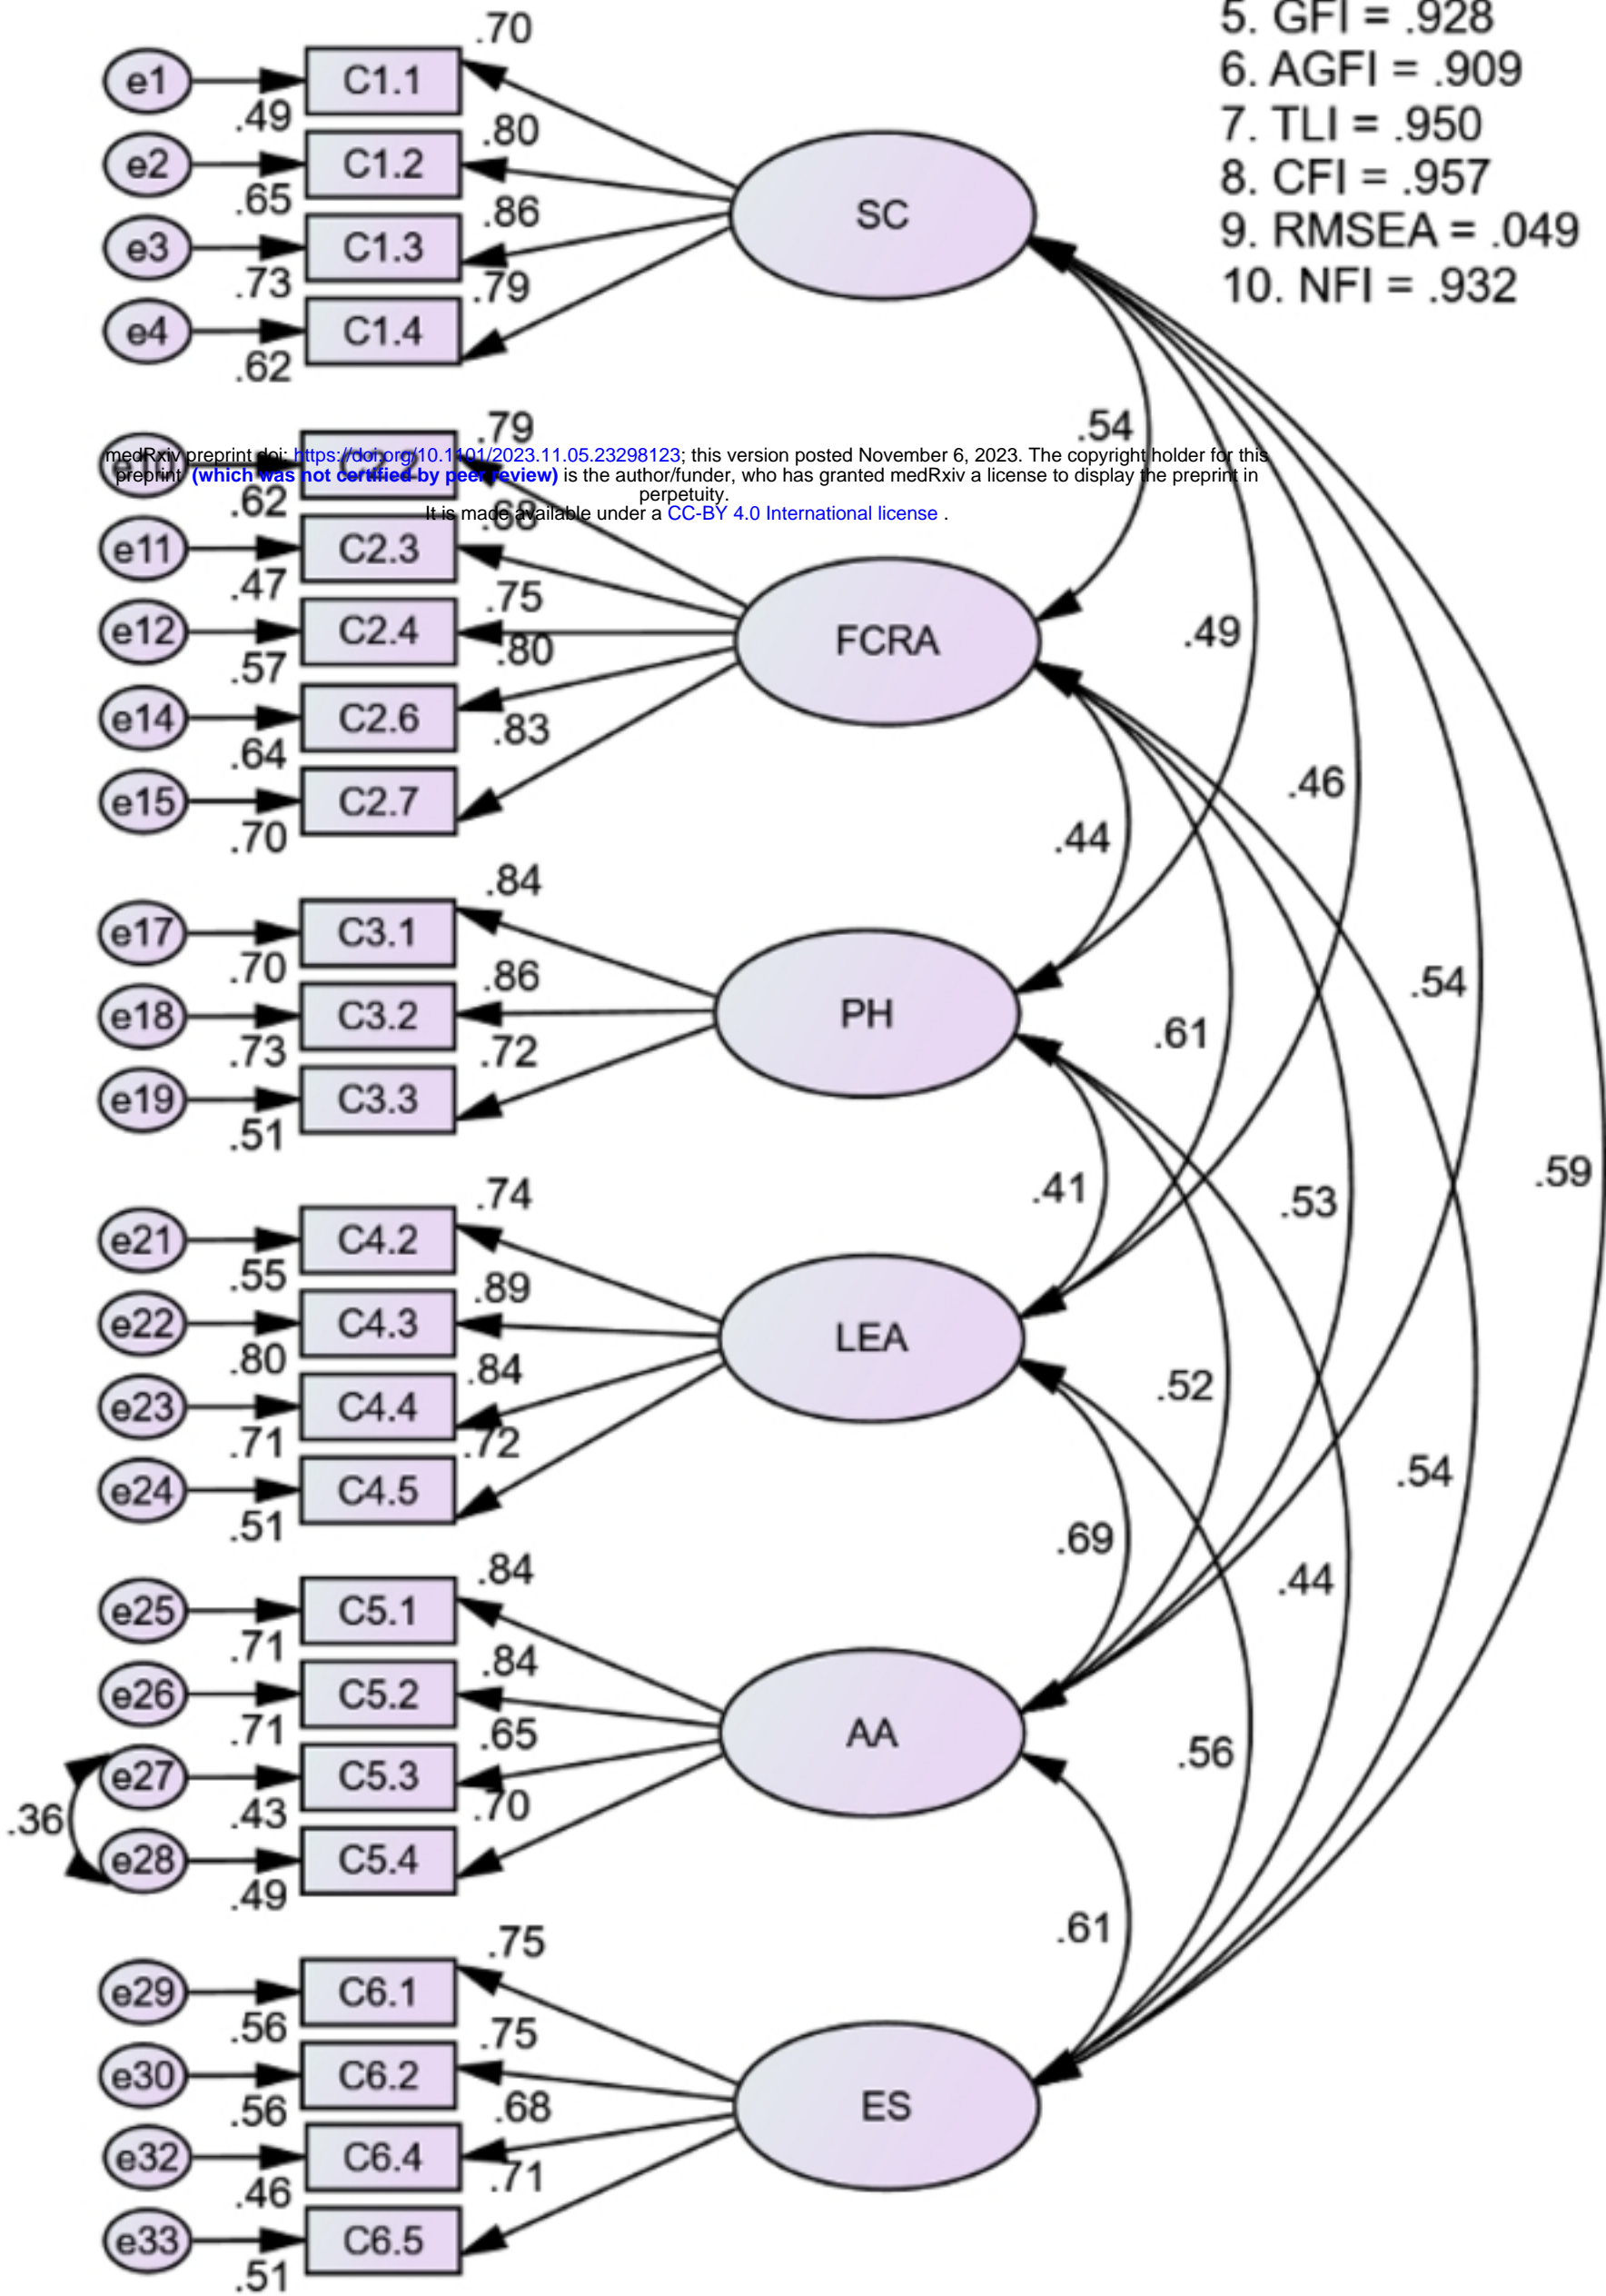 5. GFI = .928
6. AGFI = .909
7. TLI = .950
8. CFI = .957
9. RMSEA = .049
10. NFI = .932
.70
e1 C1.1
.49
.80
e2 C1.2
.65
.86
e3 C1.3
.73
.79
e4 C1.4
.62
SC
.79
medRxiv preprint doi: https://doi.org/10.1101/2023.11.05.23298123; this version posted November 6, 2023. The copyright holder for this
preprint (which was not certified by peer review) is the author/funder, who has granted medRxiv a license to display the preprint in
perpetuity.
It is made available under a CC-BY 4.0 International license .
.62
.68
e11 C2.3
.47
.75
e12 C2.4
.57
.80
e14 C2.6
.64
.83
e15 C2.7
.70
FCRA
.84
e17 C3.1
.70
.86
e18 C3.2
.73
.72
e19 C3.3
.51
PH
.74
e21 C4.2
.55
.89
e22 C4.3
.80
.84
e23 C4.4
.71
.72
e24 C4.5
.51
LEA
.84
e25 C5.1
.71
.84
e26 C5.2
.71
.65
e27 C5.3
.43
.70
.36
e28 C5.4
.49
AA
.75
e29 C6.1
.56
.75
e30 C6.2
.56
.68
e32 C6.4
.46
.71
e33 C6.5
.51
ES
.54
.49
.46
.44
.54
.61
.59
.41
.53
.52
.54
.69
.44
.56
.61